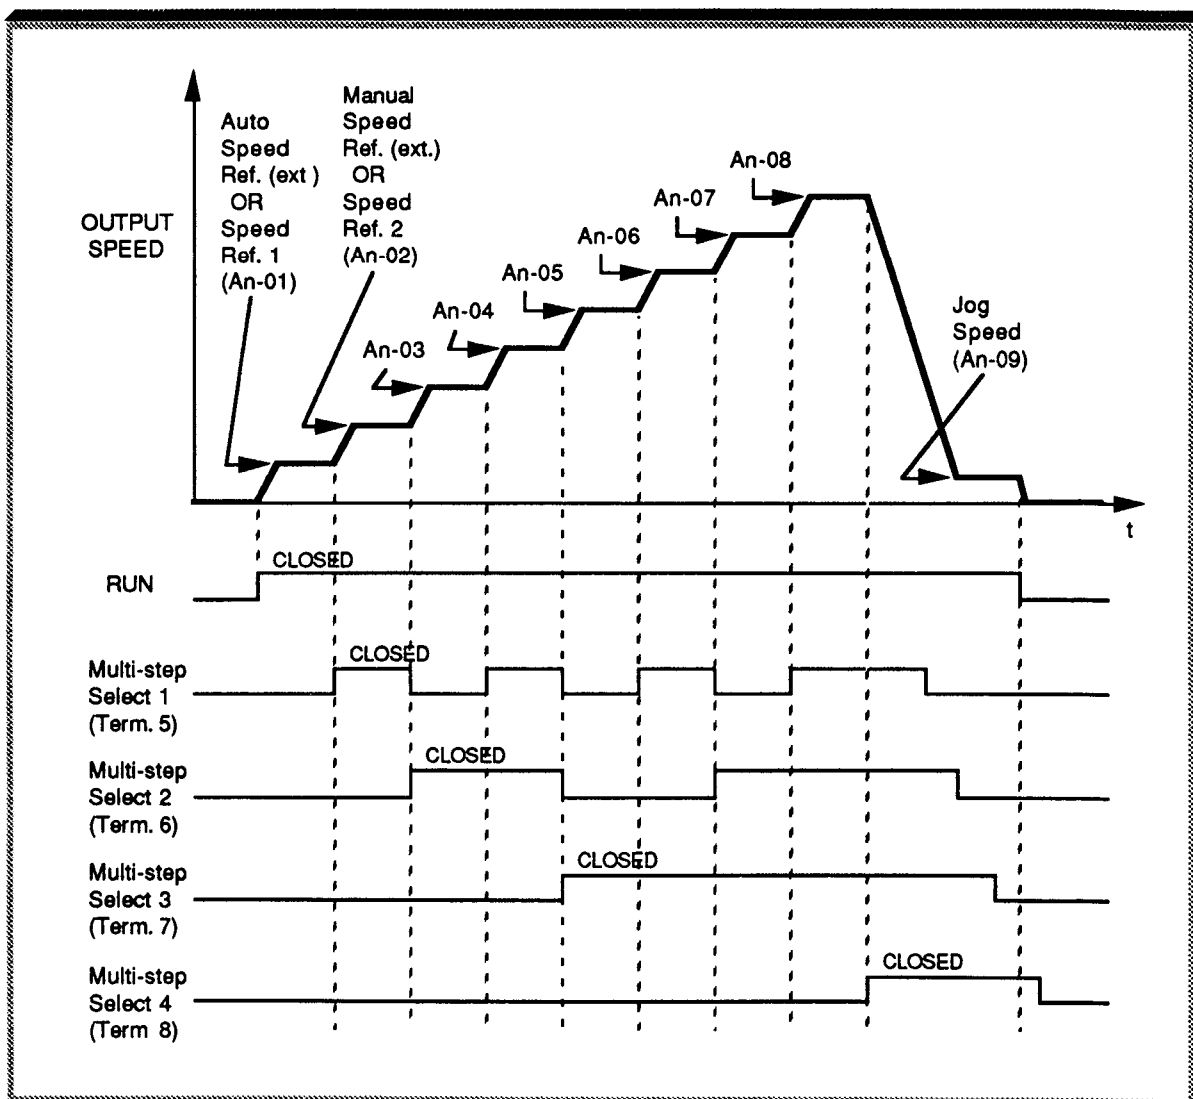 Auto
Speed
Ref. (ext )
OR
Speed
Ref. 1
(An-01)
Manual
Speed
Ref. (ext.)
OR
Speed
Ref. 2
(An-02)
An-03
An-04
An-05
An-06
An-07
An-08
OUTPUT
SPEED
Jog
Speed
(An-09)
t
RUN
CLOSED
Multi-step
Select 1
(Term. 5)
CLOSED
Multi-step
Select 2
(Term. 6)
CLOSED
Multi-step
Select 3
(Term. 7)
CLOSED
Multi-step
Select 4
(Term 8)
CLOSED